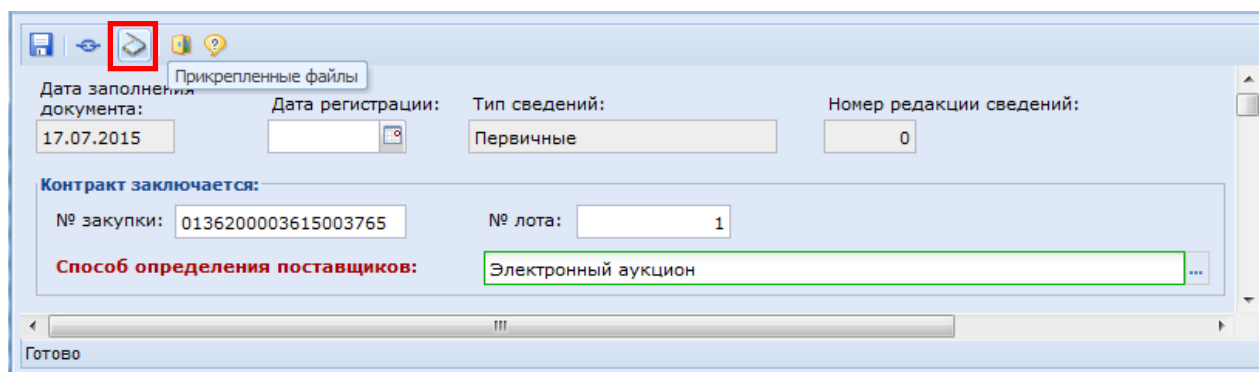 Прикрепленные файлы
Дата заполнения
документа:
Дата регистрации:
Тип сведений:
Номер редакции сведений:
17.07.2015
Первичные
0
Контракт заключается:
№ закупки: 0136200003615003765 № лота: 1
Способ определения поставщиков: Электронный аукцион ...
Готово